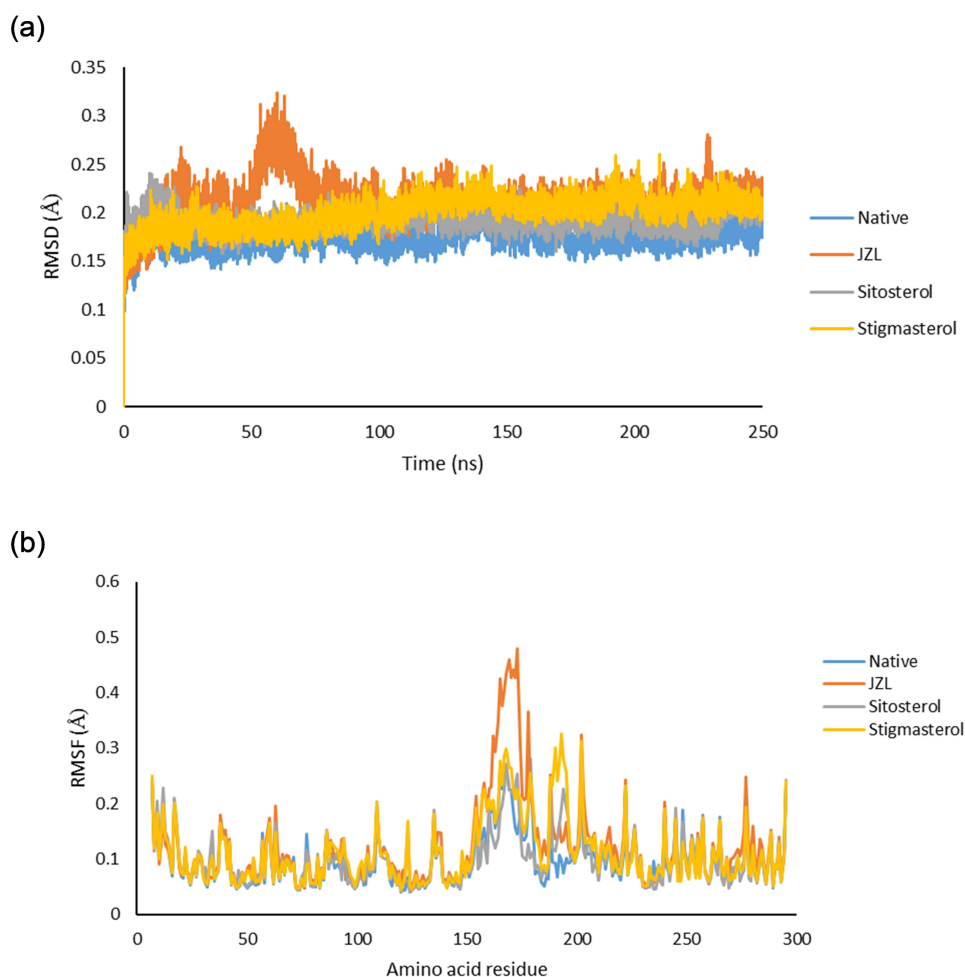 (a)
0.35
0.3
0.25
0.2
0.15
0.1
0.05
0
RMSD (Å)
0 50 100 150 200 250
Time (ns)
Native
JZL
Sitosterol
Stigmasterol
(b)
0.6
0.5
0.4
0.3
0.2
0.1
0
RMSF (Å)
0 50 100 150 200 250 300
Amino acid residue
Native
JZL
Sitosterol
Stigmasterol